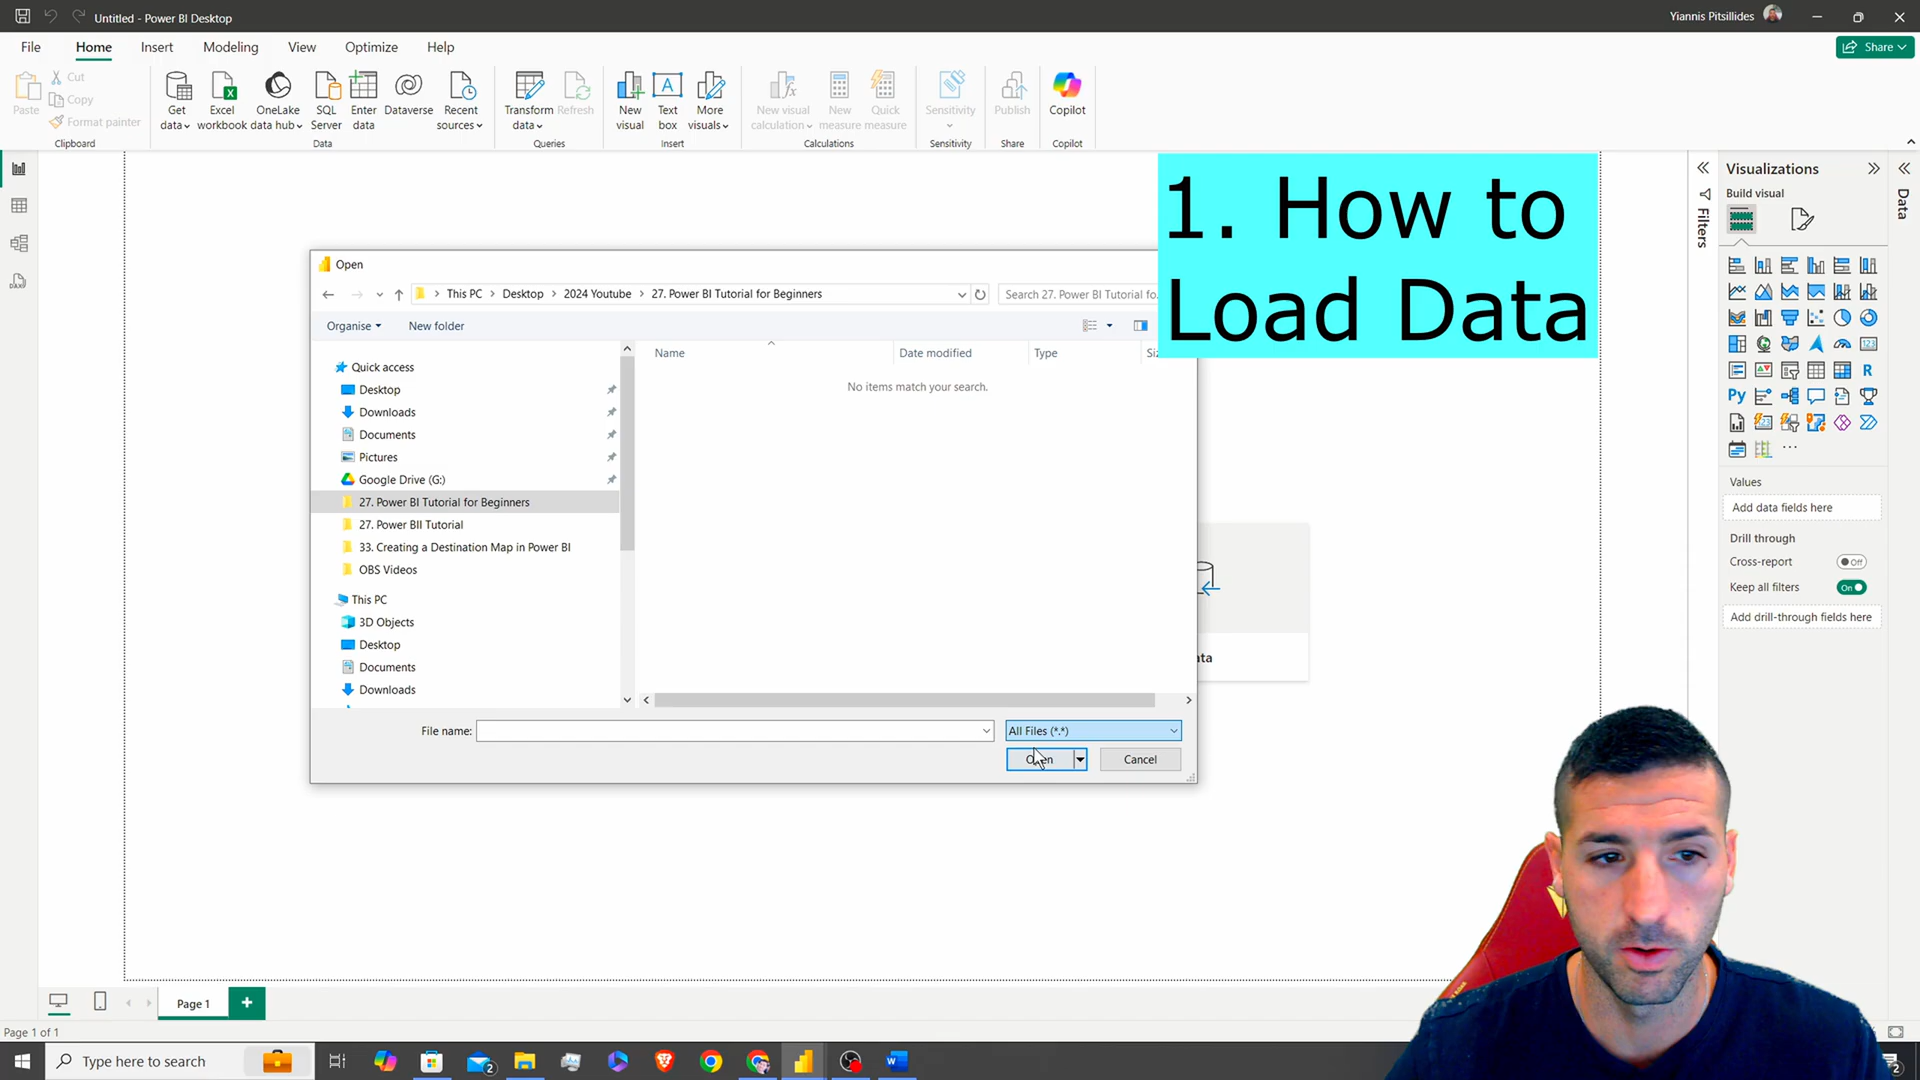 Untitled - Power BI Desktop
Yiannis Pitsillides
File Home Insert Modeling View Optimize Help
Share
Paste
Cut
Copy
Format painter
Clipboard
Get data
Excel workbook
OneLake data hub
SQL Server
Enter data
Dataverse
Recent sources
Data
Transform data
Refresh
Queries
New visual
Text box
More visuals
Insert
New visual calculation
New measure
Quick measure
Calculations
Sensitivity
Sensitivity
Publish
Share
Copilot
Copilot
1. How to
Load Data
Open
This PC > Desktop > 2024 Youtube > 27. Power BI Tutorial for Beginners
Search 27. Power BI Tutorial fo...
Organise New folder
Name Date modified Type
No items match your search.
Quick access
Desktop
Downloads
Documents
Pictures
Google Drive (G:)
27. Power BI Tutorial for Beginners
27. Power BII Tutorial
33. Creating a Destination Map in Power BI
OBS Videos
This PC
3D Objects
Desktop
Documents
Downloads
File name:
All Files (*.*)
Cancel
Filters
Visualizations
Data
Build visual
R
Py
123
Values
Add data fields here
Drill through
Cross-report Off
Keep all filters On
Add drill-through fields here
Page 1
Page 1 of 1
Type here to search
2
2